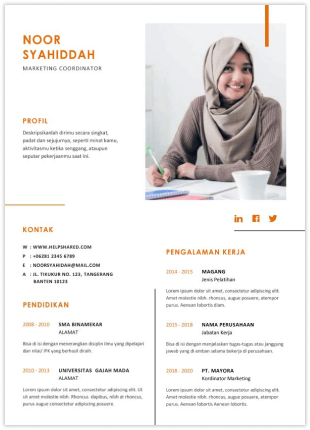 NOOR
SYAHIDDAH
MARKETING COORDINATOR
PROFIL
Deskripsikanlah dirimu secara singkat,
padat dan sejujurnya, seperti minat kamu,
aktivitasmu ketika senggang, ataupun
seputar pekerjaanmu saat ini.
KONTAK
W : WWW.HELPSHARED.COM
P : +06281 2345 6789
E : NOORSYAHIDAH@MAIL.COM
A : JL. TIKUKUR NO. 123, TANGERANG
BANTEN 10123
PENDIDIKAN
2008 - 2010 SMA BINAMEKAR
ALAMAT
Bisa di isi dengan menerangkan disiplin ilmu yang dipelajari
dan nilai/ IPK yang berhasil diraih.
2010 - 2013 UNIVERSITAS GAJAH MADA
ALAMAT
Lorem ipsum dolor sit amet, consectetur adipiscing elit. Ut
sit amet molestie nibh. Rhoncus, augue posuere, atempor
purus. Aenean lobortis Aenean lobortis.
PENGALAMAN KERJA
2014 - 2015 MAGANG
Jenis Pelatihan
Lorem ipsum dolor sit amet, consectetur adipiscing elit.
Amet molestie nibh. rhoncus, augue posuere, atempor
purus. Aenean lobortis.
2015 - 2018 NAMA PERUSAHAAN
Jabatan Kerja
Bisa di isi dengan menjelaskan tugas-tugas atau janggung
jawab yang di emban selama bekerja di perusahaan.
2018 - 2020 PT. MAYORA
Kordinator Marketing
Lorem ipsum dolor sit amet, consectetur adipiscing elit.
Ut sit amet molestie nibh. Rhoncus, augue posuere
purus. Aenean lobortis Aenean lobortis